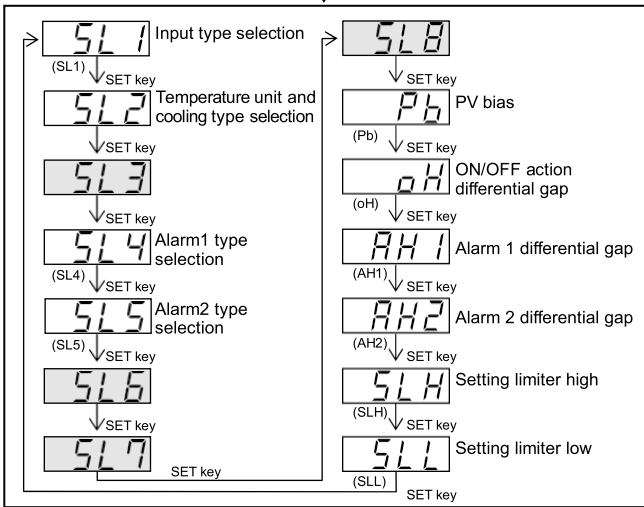 SL1 Input type selection
(SL1)
SET key
SL2 Temperature unit and
cooling type selection
SET key
SL3
SET key
SL4 Alarm1 type
selection
(SL4)
SET key
SL5 Alarm2 type
selection
(SL5)
SET key
SL6
SET key
SL7
SET key
SL8
SET key
Pb PV bias
(Pb)
SET key
oH ON/OFF action
differential gap
(oH)
SET key
AH1 Alarm 1 differential gap
(AH1)
SET key
AH2 Alarm 2 differential gap
(AH2)
SET key
SLH Setting limiter high
(SLH)
SET key
SLL Setting limiter low
(SLL)
SET key